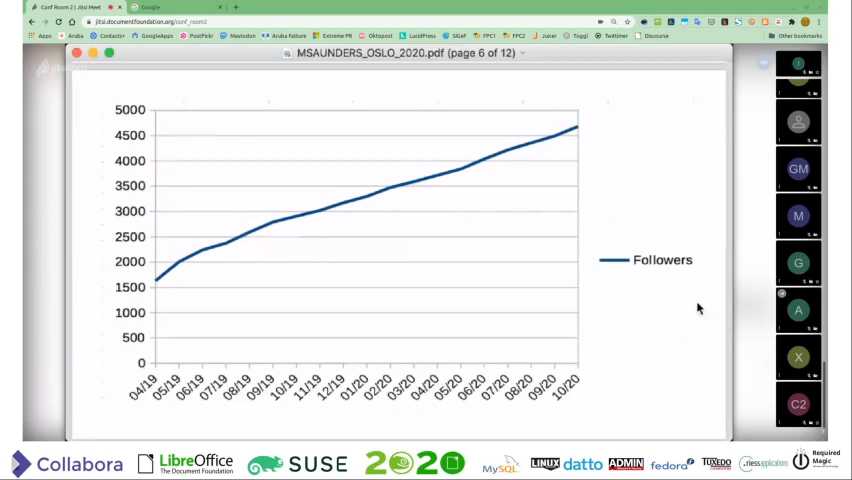 Conf Room 2 | Jitsi Meet
Google
jitsi.documentfoundation.org/conf_room2
Apps Aruba Contacts+ GoogleApps PostPickr Mastodon Aruba Fatture Extreme PR Oktopost LucidPress SIGeF FPC1 FPC2 Juicer Toggl Twittimer Discourse Other bookmarks
MSAUNDERS_OSLO_2020.pdf (page 6 of 12)
jitsi.org
5000
4500
4000
3500
3000
2500
2000
1500
1000
500
0
04/19 05/19 06/19 07/19 08/19 09/19 10/19 11/19 12/19 01/20 02/20 03/20 04/20 05/20 06/20 07/20 08/20 09/20 10/20
Followers
GM
M
G
A
X
C2
Collabora
LibreOffice
The Document Foundation
SUSE
2020
MySQL
LINUX
datto
ADMIN
fedora
TUXEDO
riessapplications
Required
Magic